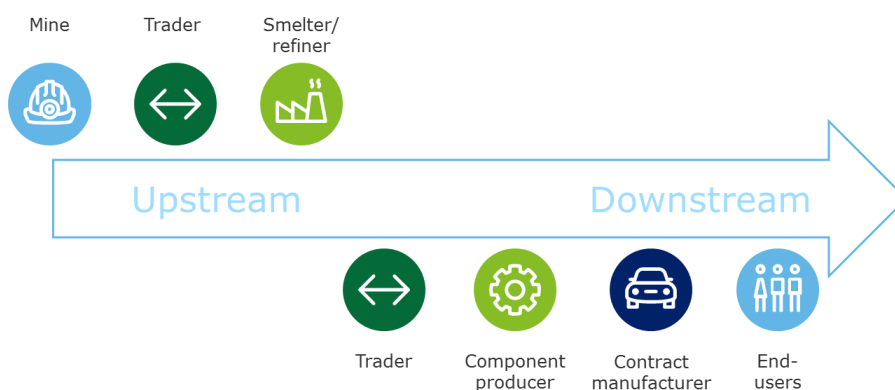 Mine
Trader
Smelter/
refiner
Upstream
Downstream
Trader
Component
producer
Contract
manufacturer
End-
users